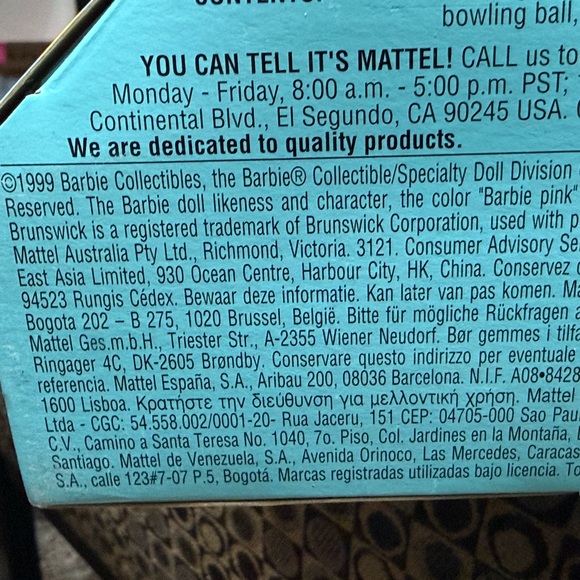 CONTENTS:
bowling ball,
YOU CAN TELL IT'S MATTEL! CALL us to
Monday - Friday, 8:00 a.m. - 5:00 p.m. PST;
Continental Blvd., El Segundo, CA 90245 USA.
We are dedicated to quality products.
©1999 Barbie Collectibles, the Barbie® Collectible/Specialty Doll Division
Reserved. The Barbie doll likeness and character, the color "Barbie pink"
Brunswick is a registered trademark of Brunswick Corporation, used with p
Mattel Australia Pty Ltd., Richmond, Victoria. 3121. Consumer Advisory Se
East Asia Limited, 930 Ocean Centre, Harbour City, HK, China. Conservez
94523 Rungis Cédex. Bewaar deze informatie. Kan later van pas komen. Ma
Bogota 202 – B 275, 1020 Brussel, België. Bitte für mögliche Rückfragen a
Mattel Ges.m.b.H., Triester Str., A-2355 Wiener Neudorf. Bør gemmes i tilfæ
Ringager 4C, DK-2605 Brøndby. Conservare questo indirizzo per eventuale
referencia. Mattel España, S.A., Aribau 200, 08036 Barcelona. N.I.F. A08•8428
1600 Lisboa. Κρατήστε την διεύθυνση για μελλοντική χρήση. Mattel
Ltda - CGC: 54.558.002/0001-20- Rua Jaceru, 151 CEP: 04705-000 Sao Paul
C.V., Camino a Santa Teresa No. 1040, 7o. Piso, Col. Jardines en la Montaña,
Santiago. Mattel de Venezuela, S.A., Avenida Orinoco, Las Mercedes, Caracas
S.A., calle 123#7-07 P.5, Bogotá. Marcas registradas utilizadas bajo licencia. To